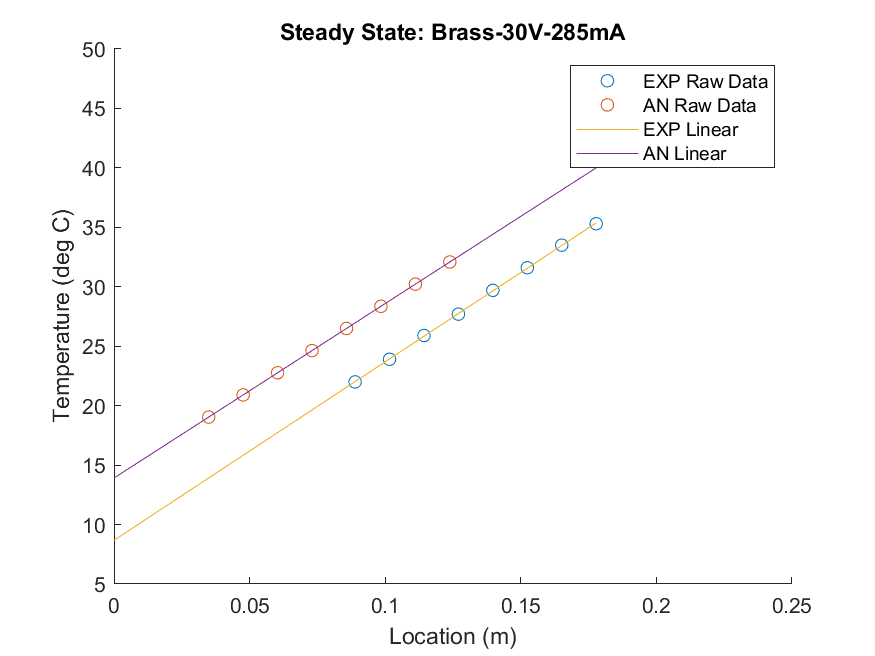 Steady State: Brass-30V-285mA
50
45
40
35
30
25
20
15
10
5
Temperature (deg C)
EXP Raw Data
AN Raw Data
EXP Linear
AN Linear
0 0.05 0.1 0.15 0.2 0.25
Location (m)